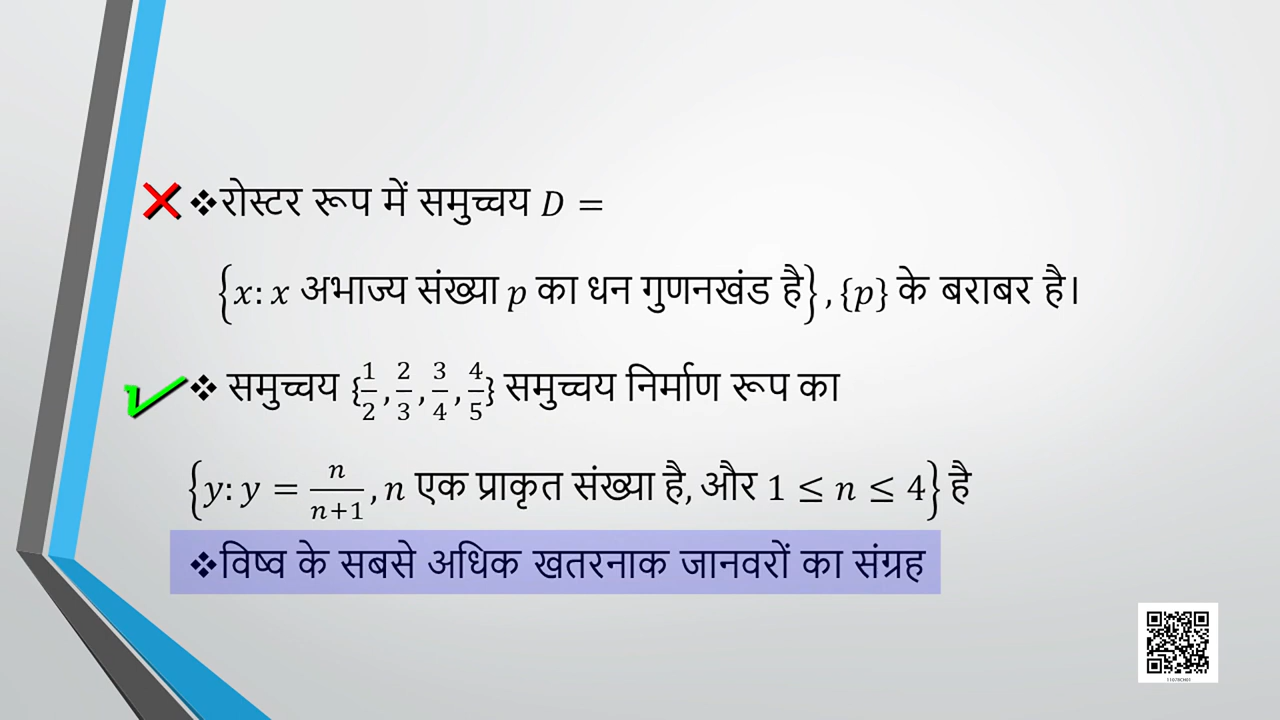 ❖रोस्टर रूप में समुच्चय D =
{x: x अभाज्य संख्या p का धन गुणनखंड है} , {p} के बराबर है।
❖ समुच्चय {1/2, 2/3, 3/4, 4/5} समुच्चय निर्माण रूप का
{y: y = n/(n+1), n एक प्राकृत संख्या है, और 1 ≤ n ≤ 4} है
❖विष्व के सबसे अधिक खतरनाक जानवरों का संग्रह